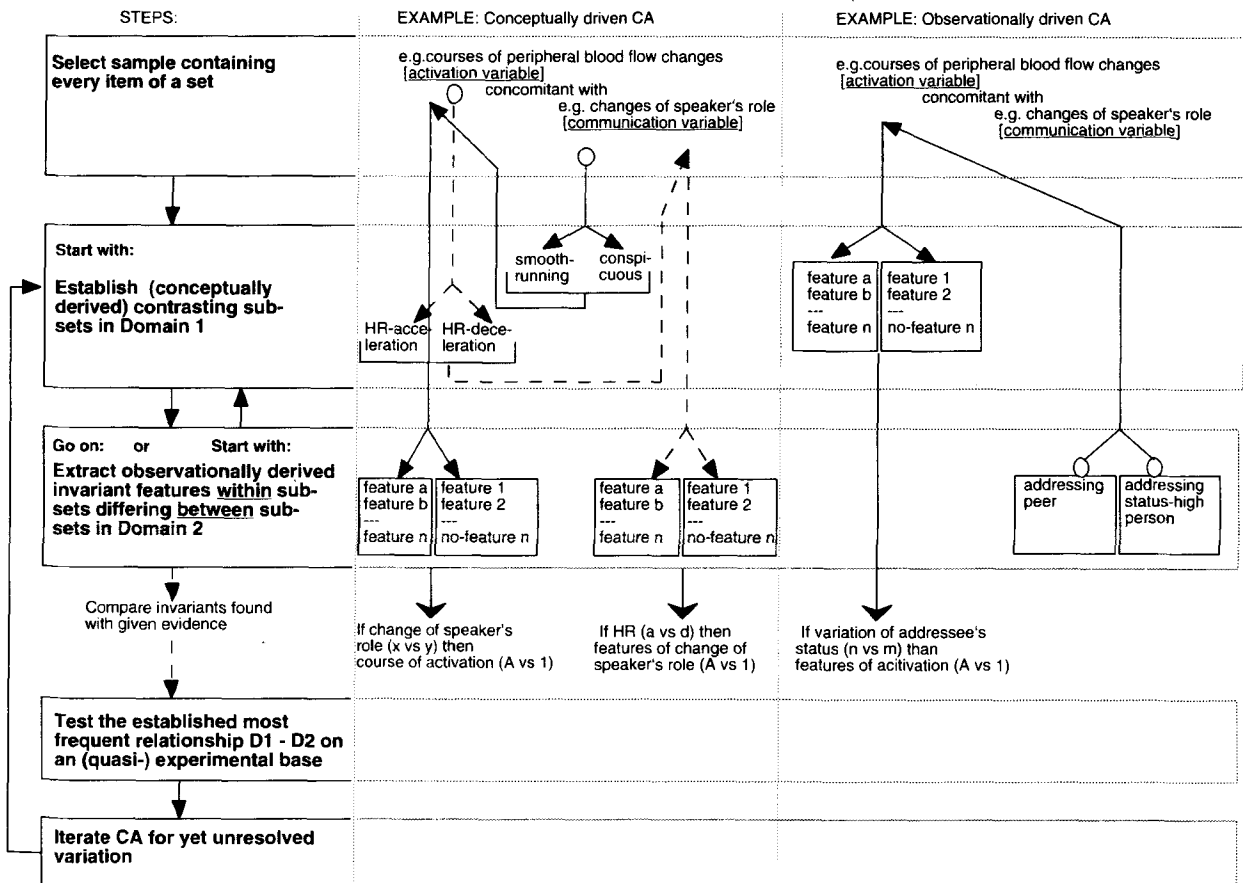 STEPS:
EXAMPLE: Conceptually driven CA
EXAMPLE: Observationally driven CA
Select sample containing
every item of a set
e.g.courses of peripheral blood flow changes
[activation variable]
concomitant with
e.g. changes of speaker's role
[communication variable]
e.g.courses of peripheral blood flow changes
[activation variable]
concomitant with
e.g. changes of speaker's role
[communication variable]
Start with:
Establish (conceptually
derived) contrasting sub-
sets in Domain 1
smooth-
running
conspi-
cuous
HR-acce-
leration
HR-dece-
leration
feature a
feature b
---
feature n
feature 1
feature 2
---
no-feature n
Go on: or Start with:
Extract observationally derived
invariant features within sub-
sets differing between sub-
sets in Domain 2
feature a
feature b
---
feature n
feature 1
feature 2
---
no-feature n
feature a
feature b
---
feature n
feature 1
feature 2
---
no-feature n
addressing
peer
addressing
status-high
person
Compare invariants found
with given evidence
If change of speaker's
role (x vs y) then
course of activation (A vs 1)
If HR (a vs d) then
features of change of
speaker's role (A vs 1)
If variation of addressee's
status (n vs m) than
features of acitivation (A vs 1)
Test the established most
frequent relationship D1 - D2 on
an (quasi-) experimental base
Iterate CA for yet unresolved
variation